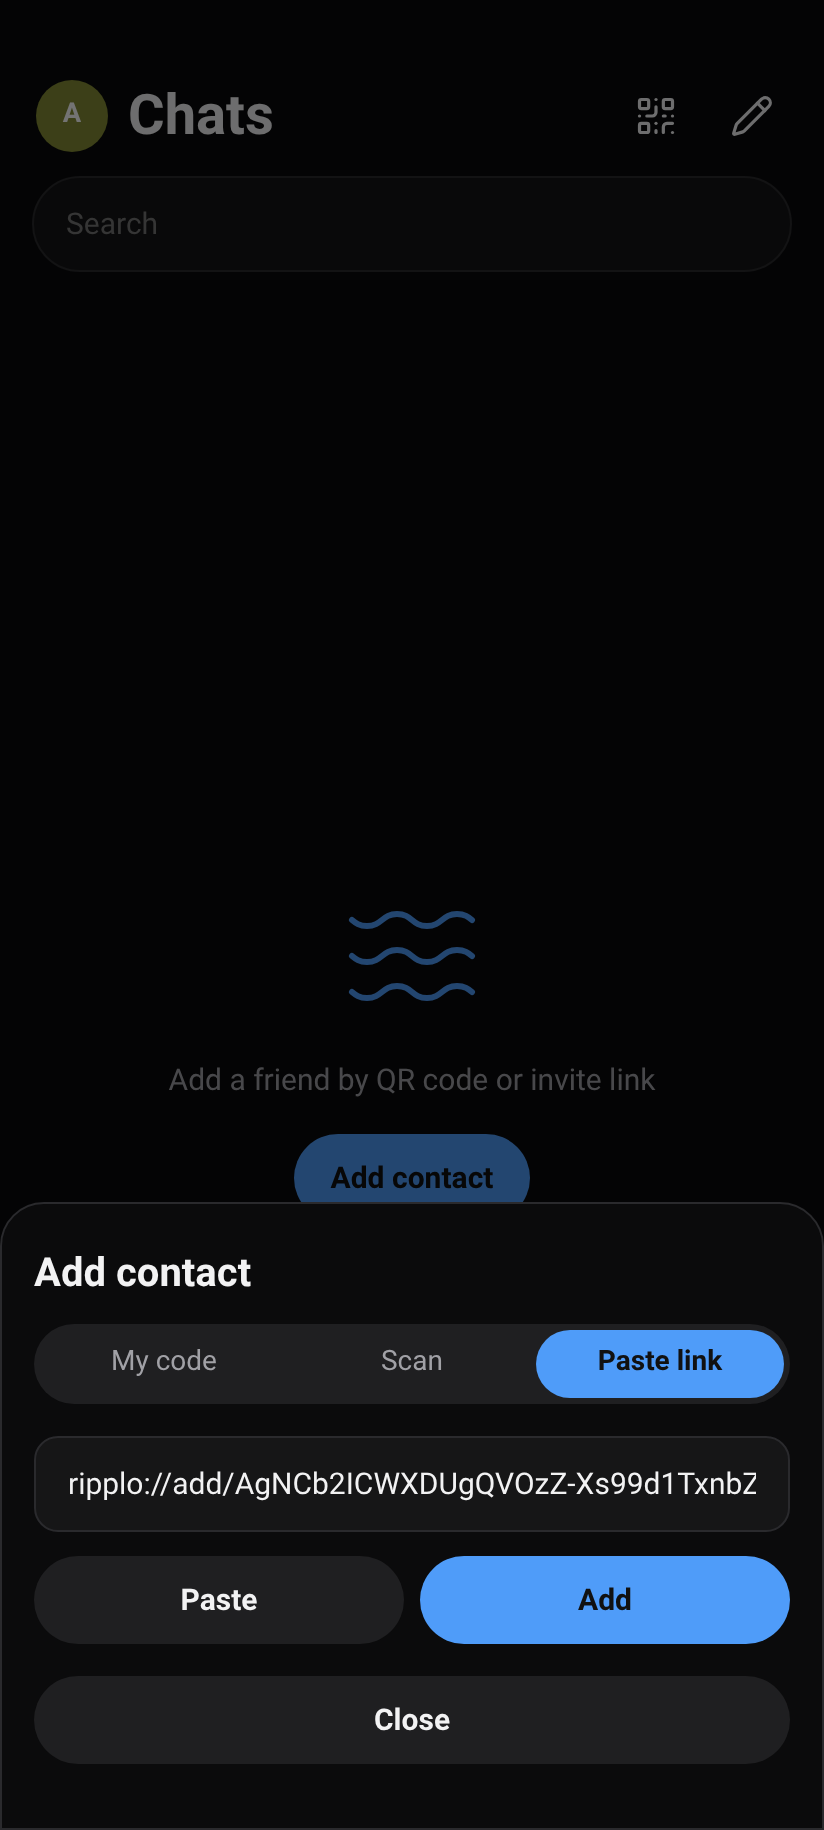 A
Chats
Search
Add a friend by QR code or invite link
Add contact
Add contact
My code
Scan
Paste link
ripplo://add/AgNCb2ICWXDUgQVOzZ-Xs99d1TxnbZ
Paste
Add
Close